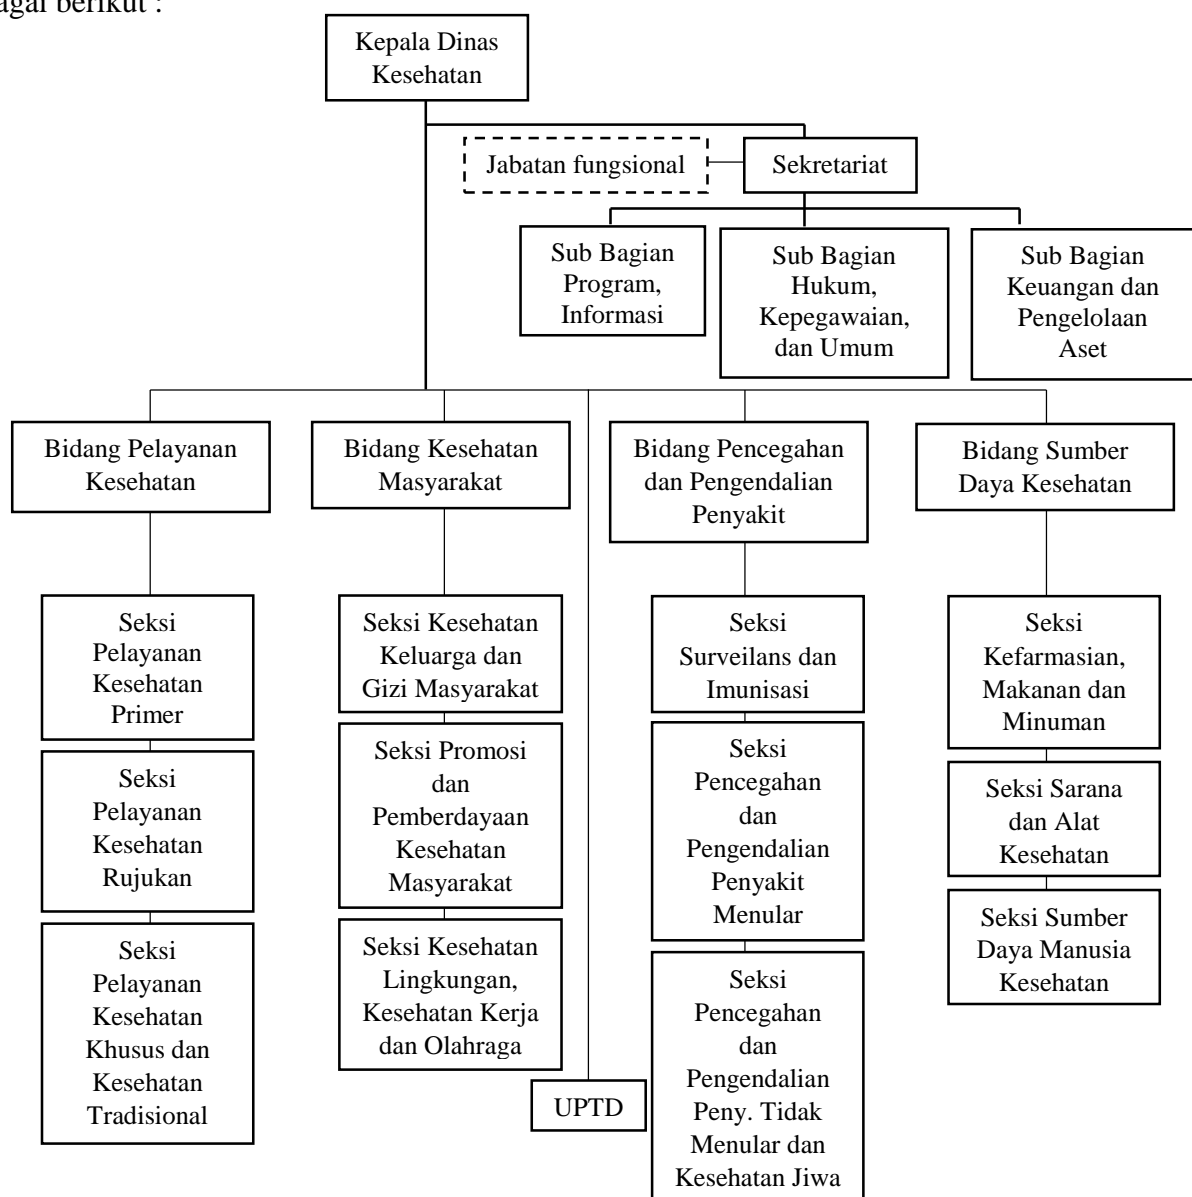 agai berikut :
Kepala Dinas
Kesehatan
Jabatan fungsional
Sekretariat
Sub Bagian
Program,
Informasi
Sub Bagian
Hukum,
Kepegawaian,
dan Umum
Sub Bagian
Keuangan dan
Pengelolaan
Aset
Bidang Pelayanan
Kesehatan
Bidang Kesehatan
Masyarakat
Bidang Pencegahan
dan Pengendalian
Penyakit
Bidang Sumber
Daya Kesehatan
Seksi
Pelayanan
Kesehatan
Primer
Seksi
Pelayanan
Kesehatan
Rujukan
Seksi
Pelayanan
Kesehatan
Khusus dan
Kesehatan
Tradisional
Seksi Kesehatan
Keluarga dan
Gizi Masyarakat
Seksi Promosi
dan
Pemberdayaan
Kesehatan
Masyarakat
Seksi Kesehatan
Lingkungan,
Kesehatan Kerja
dan Olahraga
UPTD
Seksi
Surveilans dan
Imunisasi
Seksi
Pencegahan
dan
Pengendalian
Penyakit
Menular
Seksi
Pencegahan
dan
Pengendalian
Peny. Tidak
Menular dan
Kesehatan Jiwa
Seksi
Kefarmasian,
Makanan dan
Minuman
Seksi Sarana
dan Alat
Kesehatan
Seksi Sumber
Daya Manusia
Kesehatan